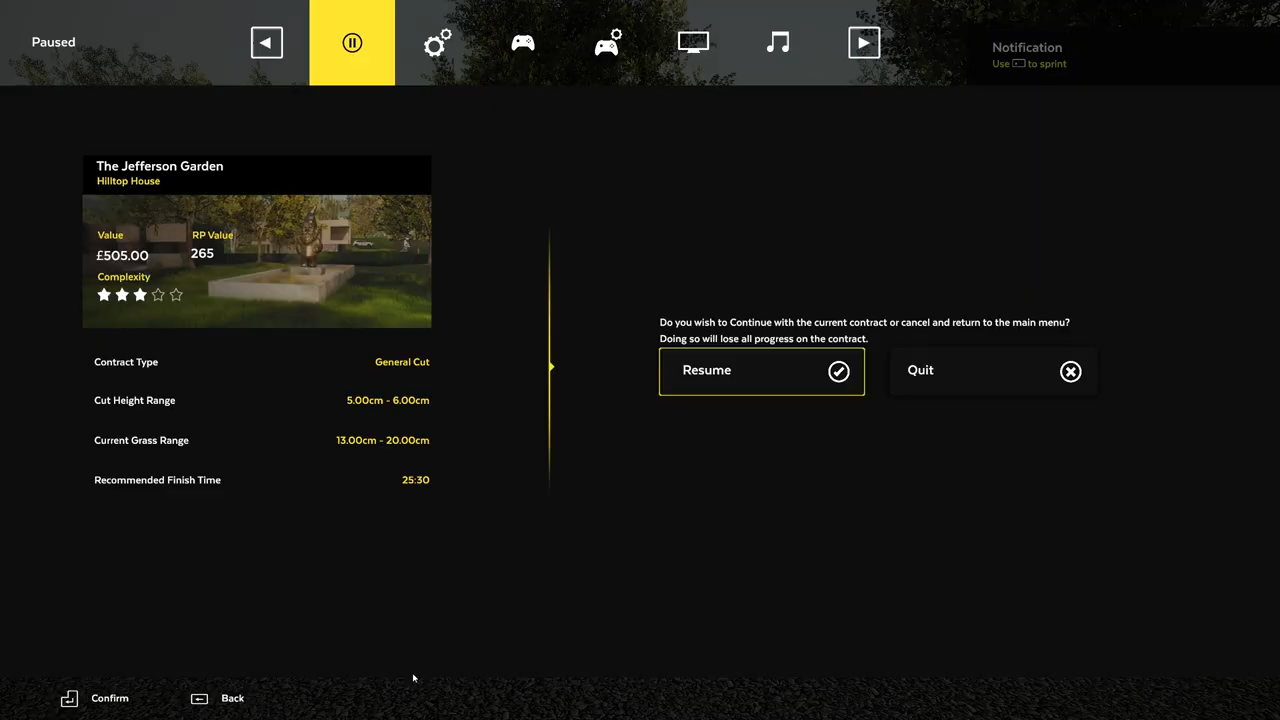 Paused
Notification
Use to sprint
The Jefferson Garden
Hilltop House
Value
RP Value
£505.00
265
Complexity
Do you wish to Continue with the current contract or cancel and return to the main menu?
Doing so will lose all progress on the contract.
Resume
Quit
Contract Type
General Cut
Cut Height Range
5.00cm - 6.00cm
Current Grass Range
13.00cm - 20.00cm
Recommended Finish Time
25:30
Confirm
Back